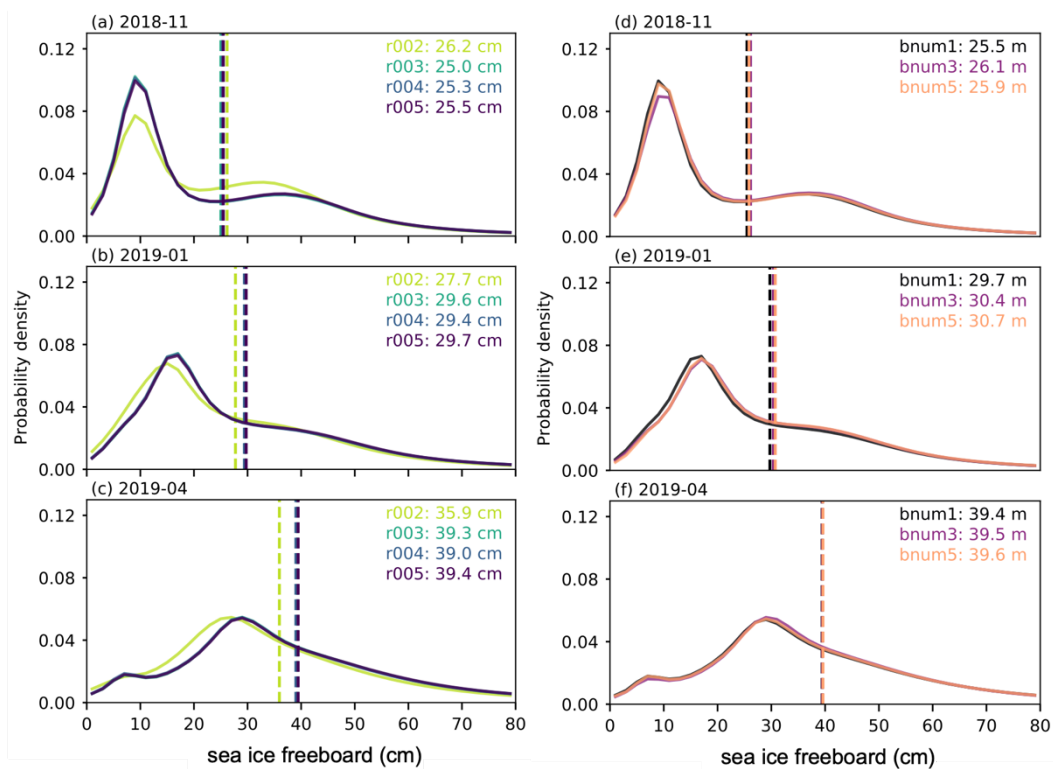 (a) 2018-11
r002: 26.2 cm
r003: 25.0 cm
r004: 25.3 cm
r005: 25.5 cm
0.12
0.08
0.04
0.00
Probability density
(b) 2019-01
r002: 27.7 cm
r003: 29.6 cm
r004: 29.4 cm
r005: 29.7 cm
0.12
0.08
0.04
0.00
(c) 2019-04
r002: 35.9 cm
r003: 39.3 cm
r004: 39.0 cm
r005: 39.4 cm
0.12
0.08
0.04
0.00
0 10 20 30 40 50 60 70 80
sea ice freeboard (cm)
(d) 2018-11
bnum1: 25.5 m
bnum3: 26.1 m
bnum5: 25.9 m
0.12
0.08
0.04
0.00
Probability density
(e) 2019-01
bnum1: 29.7 m
bnum3: 30.4 m
bnum5: 30.7 m
0.12
0.08
0.04
0.00
(f) 2019-04
bnum1: 39.4 m
bnum3: 39.5 m
bnum5: 39.6 m
0.12
0.08
0.04
0.00
0 10 20 30 40 50 60 70 80
sea ice freeboard (cm)